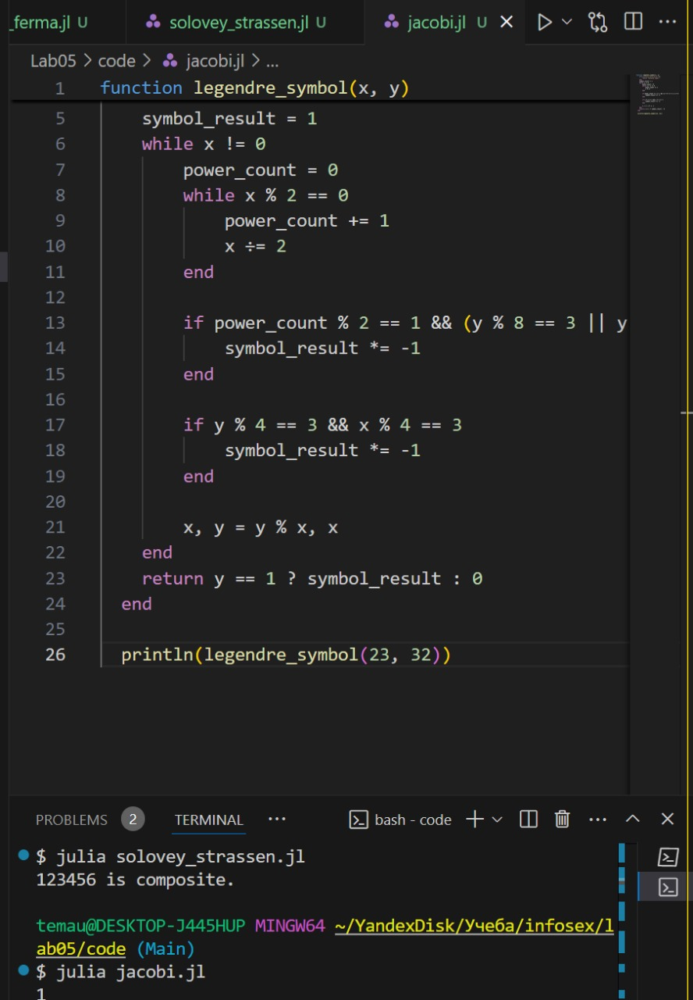 _ferma.jl U solovey_strassen.jl U jacobi.jl U
Lab05 > code > jacobi.jl > ...
1 function legendre_symbol(x, y)
5 symbol_result = 1
6 while x != 0
7 power_count = 0
8 while x % 2 == 0
9 power_count += 1
10 x ÷= 2
11 end
12
13 if power_count % 2 == 1 && (y % 8 == 3 || y
14 symbol_result *= -1
15 end
16
17 if y % 4 == 3 && x % 4 == 3
18 symbol_result *= -1
19 end
20
21 x, y = y % x, x
22 end
23 return y == 1 ? symbol_result : 0
24 end
25
26 println(legendre_symbol(23, 32))
PROBLEMS 2 TERMINAL ... bash - code
$ julia solovey_strassen.jl
123456 is composite.
temau@DESKTOP-J445HUP MINGW64 ~/YandexDisk/Учеба/infosex/l
ab05/code (Main)
$ julia jacobi.jl
1